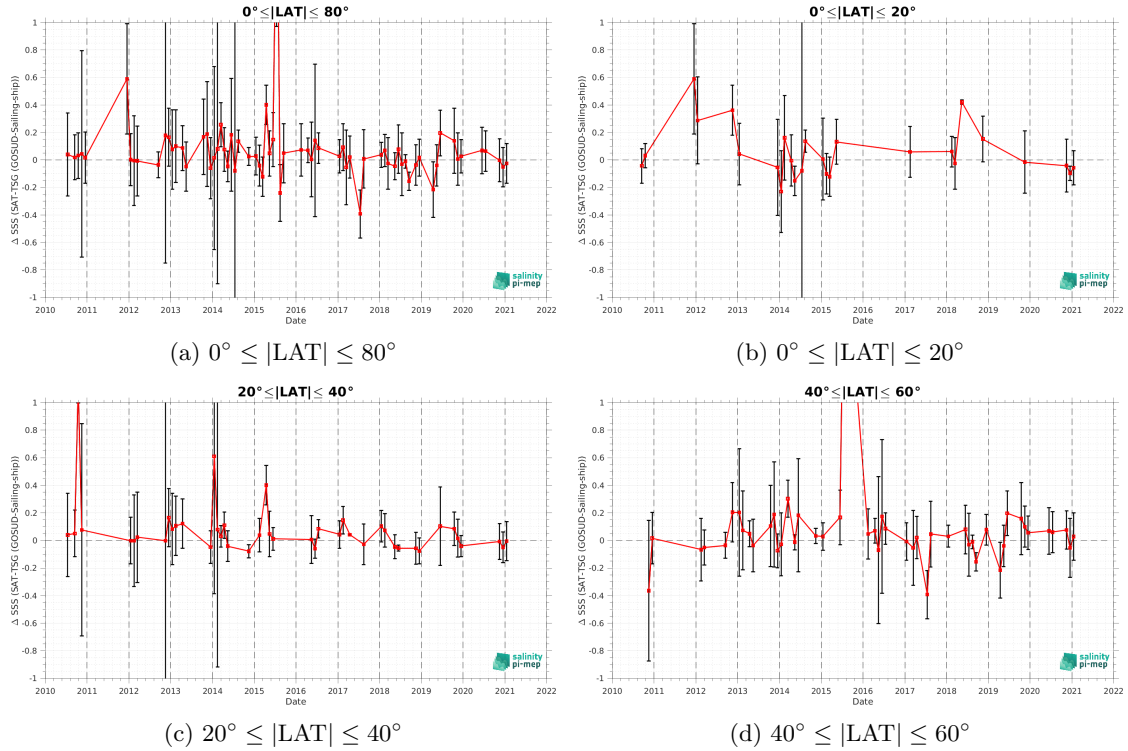 0°≤|LAT|≤ 80°
Δ SSS (SAT-TSG (GOSUD-Sailing-ship))
1
0.8
0.6
0.4
0.2
0
-0.2
-0.4
-0.6
-0.8
-1
2010 2011 2012 2013 2014 2015 2016 2017 2018 2019 2020 2021 2022
Date
salinity
pi-mep
(a) 0° ≤ |LAT| ≤ 80°
0°≤|LAT|≤ 20°
Δ SSS (SAT-TSG (GOSUD-Sailing-ship))
1
0.8
0.6
0.4
0.2
0
-0.2
-0.4
-0.6
-0.8
-1
2010 2011 2012 2013 2014 2015 2016 2017 2018 2019 2020 2021 2022
Date
salinity
pi-mep
(b) 0° ≤ |LAT| ≤ 20°
20°≤|LAT|≤ 40°
Δ SSS (SAT-TSG (GOSUD-Sailing-ship))
1
0.8
0.6
0.4
0.2
0
-0.2
-0.4
-0.6
-0.8
-1
2010 2011 2012 2013 2014 2015 2016 2017 2018 2019 2020 2021 2022
Date
salinity
pi-mep
(c) 20° ≤ |LAT| ≤ 40°
40°≤|LAT|≤ 60°
Δ SSS (SAT-TSG (GOSUD-Sailing-ship))
1
0.8
0.6
0.4
0.2
0
-0.2
-0.4
-0.6
-0.8
-1
2010 2011 2012 2013 2014 2015 2016 2017 2018 2019 2020 2021 2022
Date
salinity
pi-mep
(d) 40° ≤ |LAT| ≤ 60°